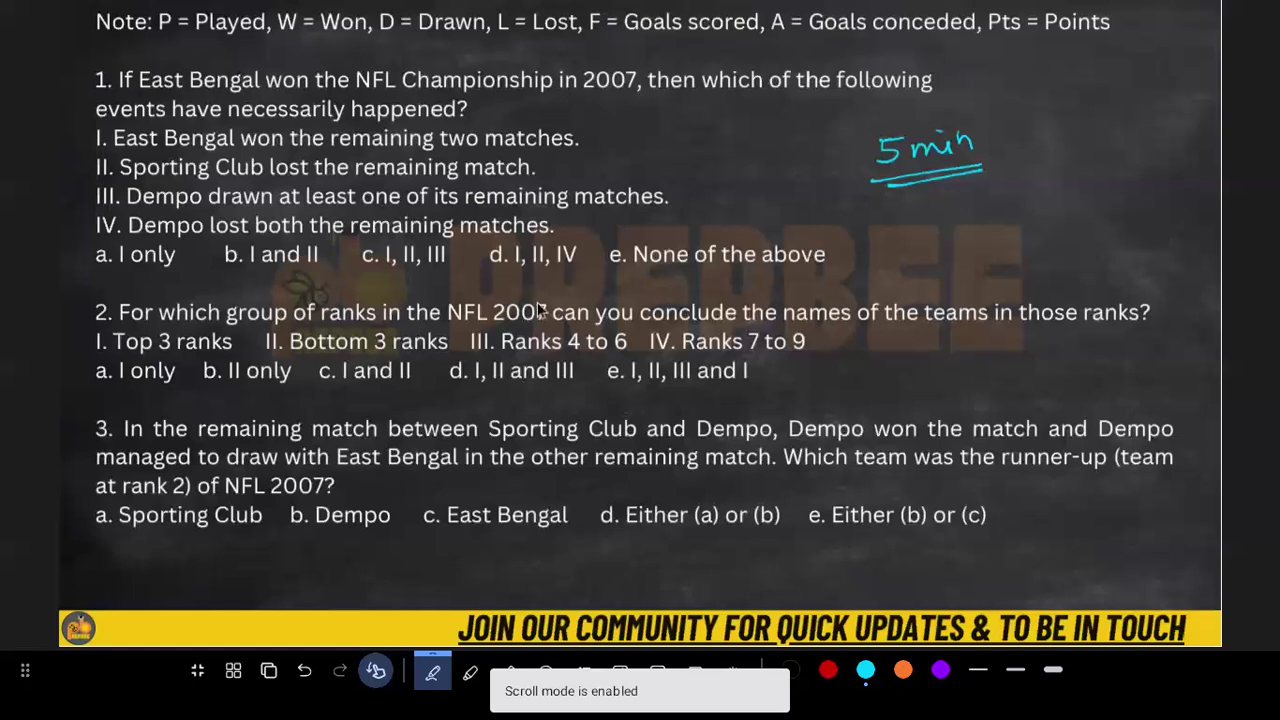 Note: P = Played, W = Won, D = Drawn, L = Lost, F = Goals scored, A = Goals conceded, Pts = Points
1. If East Bengal won the NFL Championship in 2007, then which of the following
events have necessarily happened?
I. East Bengal won the remaining two matches.
5 min
II. Sporting Club lost the remaining match.
III. Dempo drawn at least one of its remaining matches.
IV. Dempo lost both the remaining matches.
a. I only b. I and II c. I, II, III d. I, II, IV e. None of the above
PREPBEE
2. For which group of ranks in the NFL 2007 can you conclude the names of the teams in those ranks?
I. Top 3 ranks II. Bottom 3 ranks III. Ranks 4 to 6 IV. Ranks 7 to 9
a. I only b. II only c. I and II d. I, II and III e. I, II, III and I
3. In the remaining match between Sporting Club and Dempo, Dempo won the match and Dempo
managed to draw with East Bengal in the other remaining match. Which team was the runner-up (team
at rank 2) of NFL 2007?
a. Sporting Club b. Dempo c. East Bengal d. Either (a) or (b) e. Either (b) or (c)
JOIN OUR COMMUNITY FOR QUICK UPDATES & TO BE IN TOUCH
Scroll mode is enabled